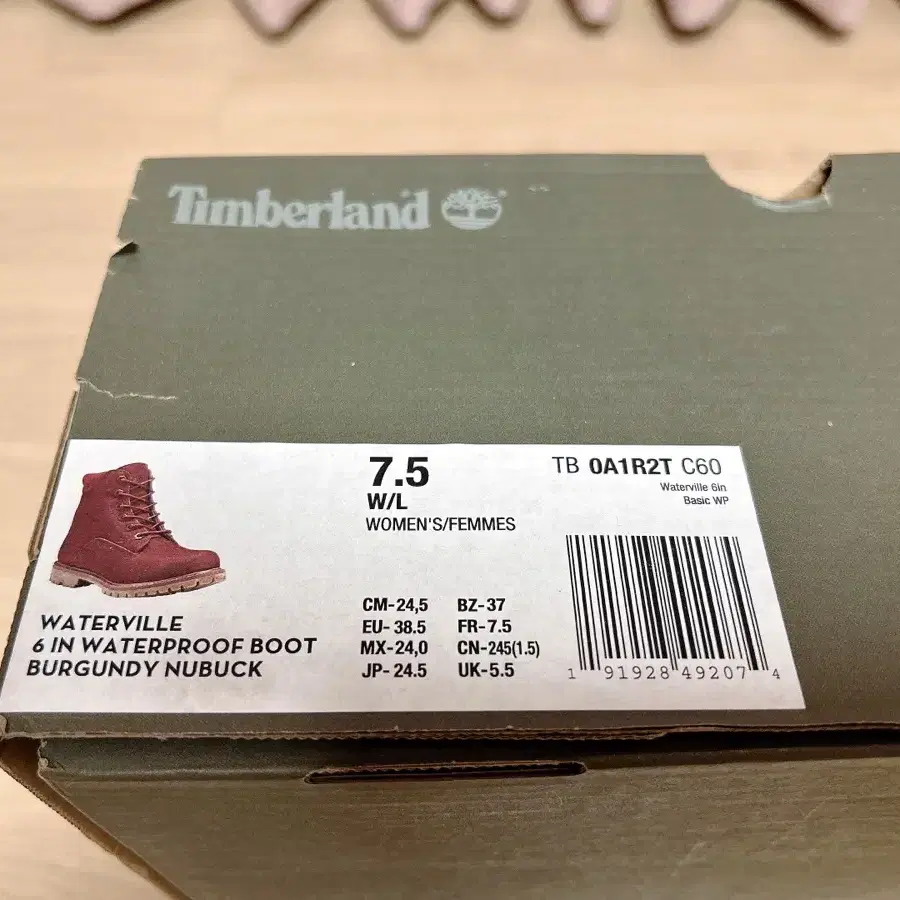 Timberland
7.5
W/L
WOMEN'S/FEMMES
TB 0A1R2T C60
Waterville 6in
Basic WP
WATERVILLE
6 IN WATERPROOF BOOT
BURGUNDY NUBUCK
CM-24,5 BZ-37
EU-38.5 FR-7.5
MX-24,0 CN-245(1.5)
JP-24.5 UK-5.5
1 91928 49207 4